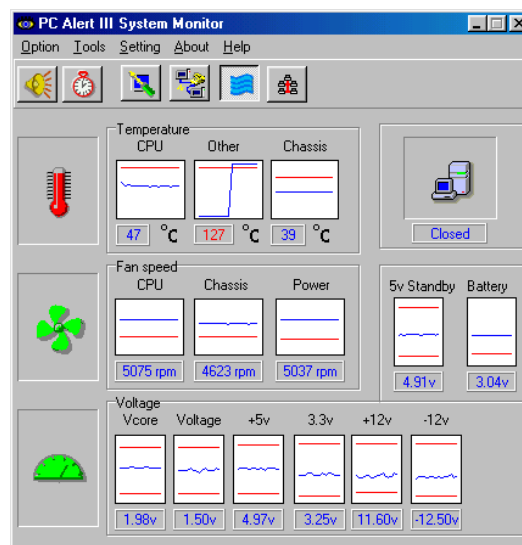 PC Alert III System Monitor
Option Tools Setting About Help
Temperature
CPU Other Chassis
47 °C 127 °C 39 °C
Closed
Fan speed
CPU Chassis Power
5075 rpm 4623 rpm 5037 rpm
5v Standby Battery
4.91v 3.04v
Voltage
Vcore Voltage +5v 3.3v +12v -12v
1.98v 1.50v 4.97v 3.25v 11.60v -12.50v